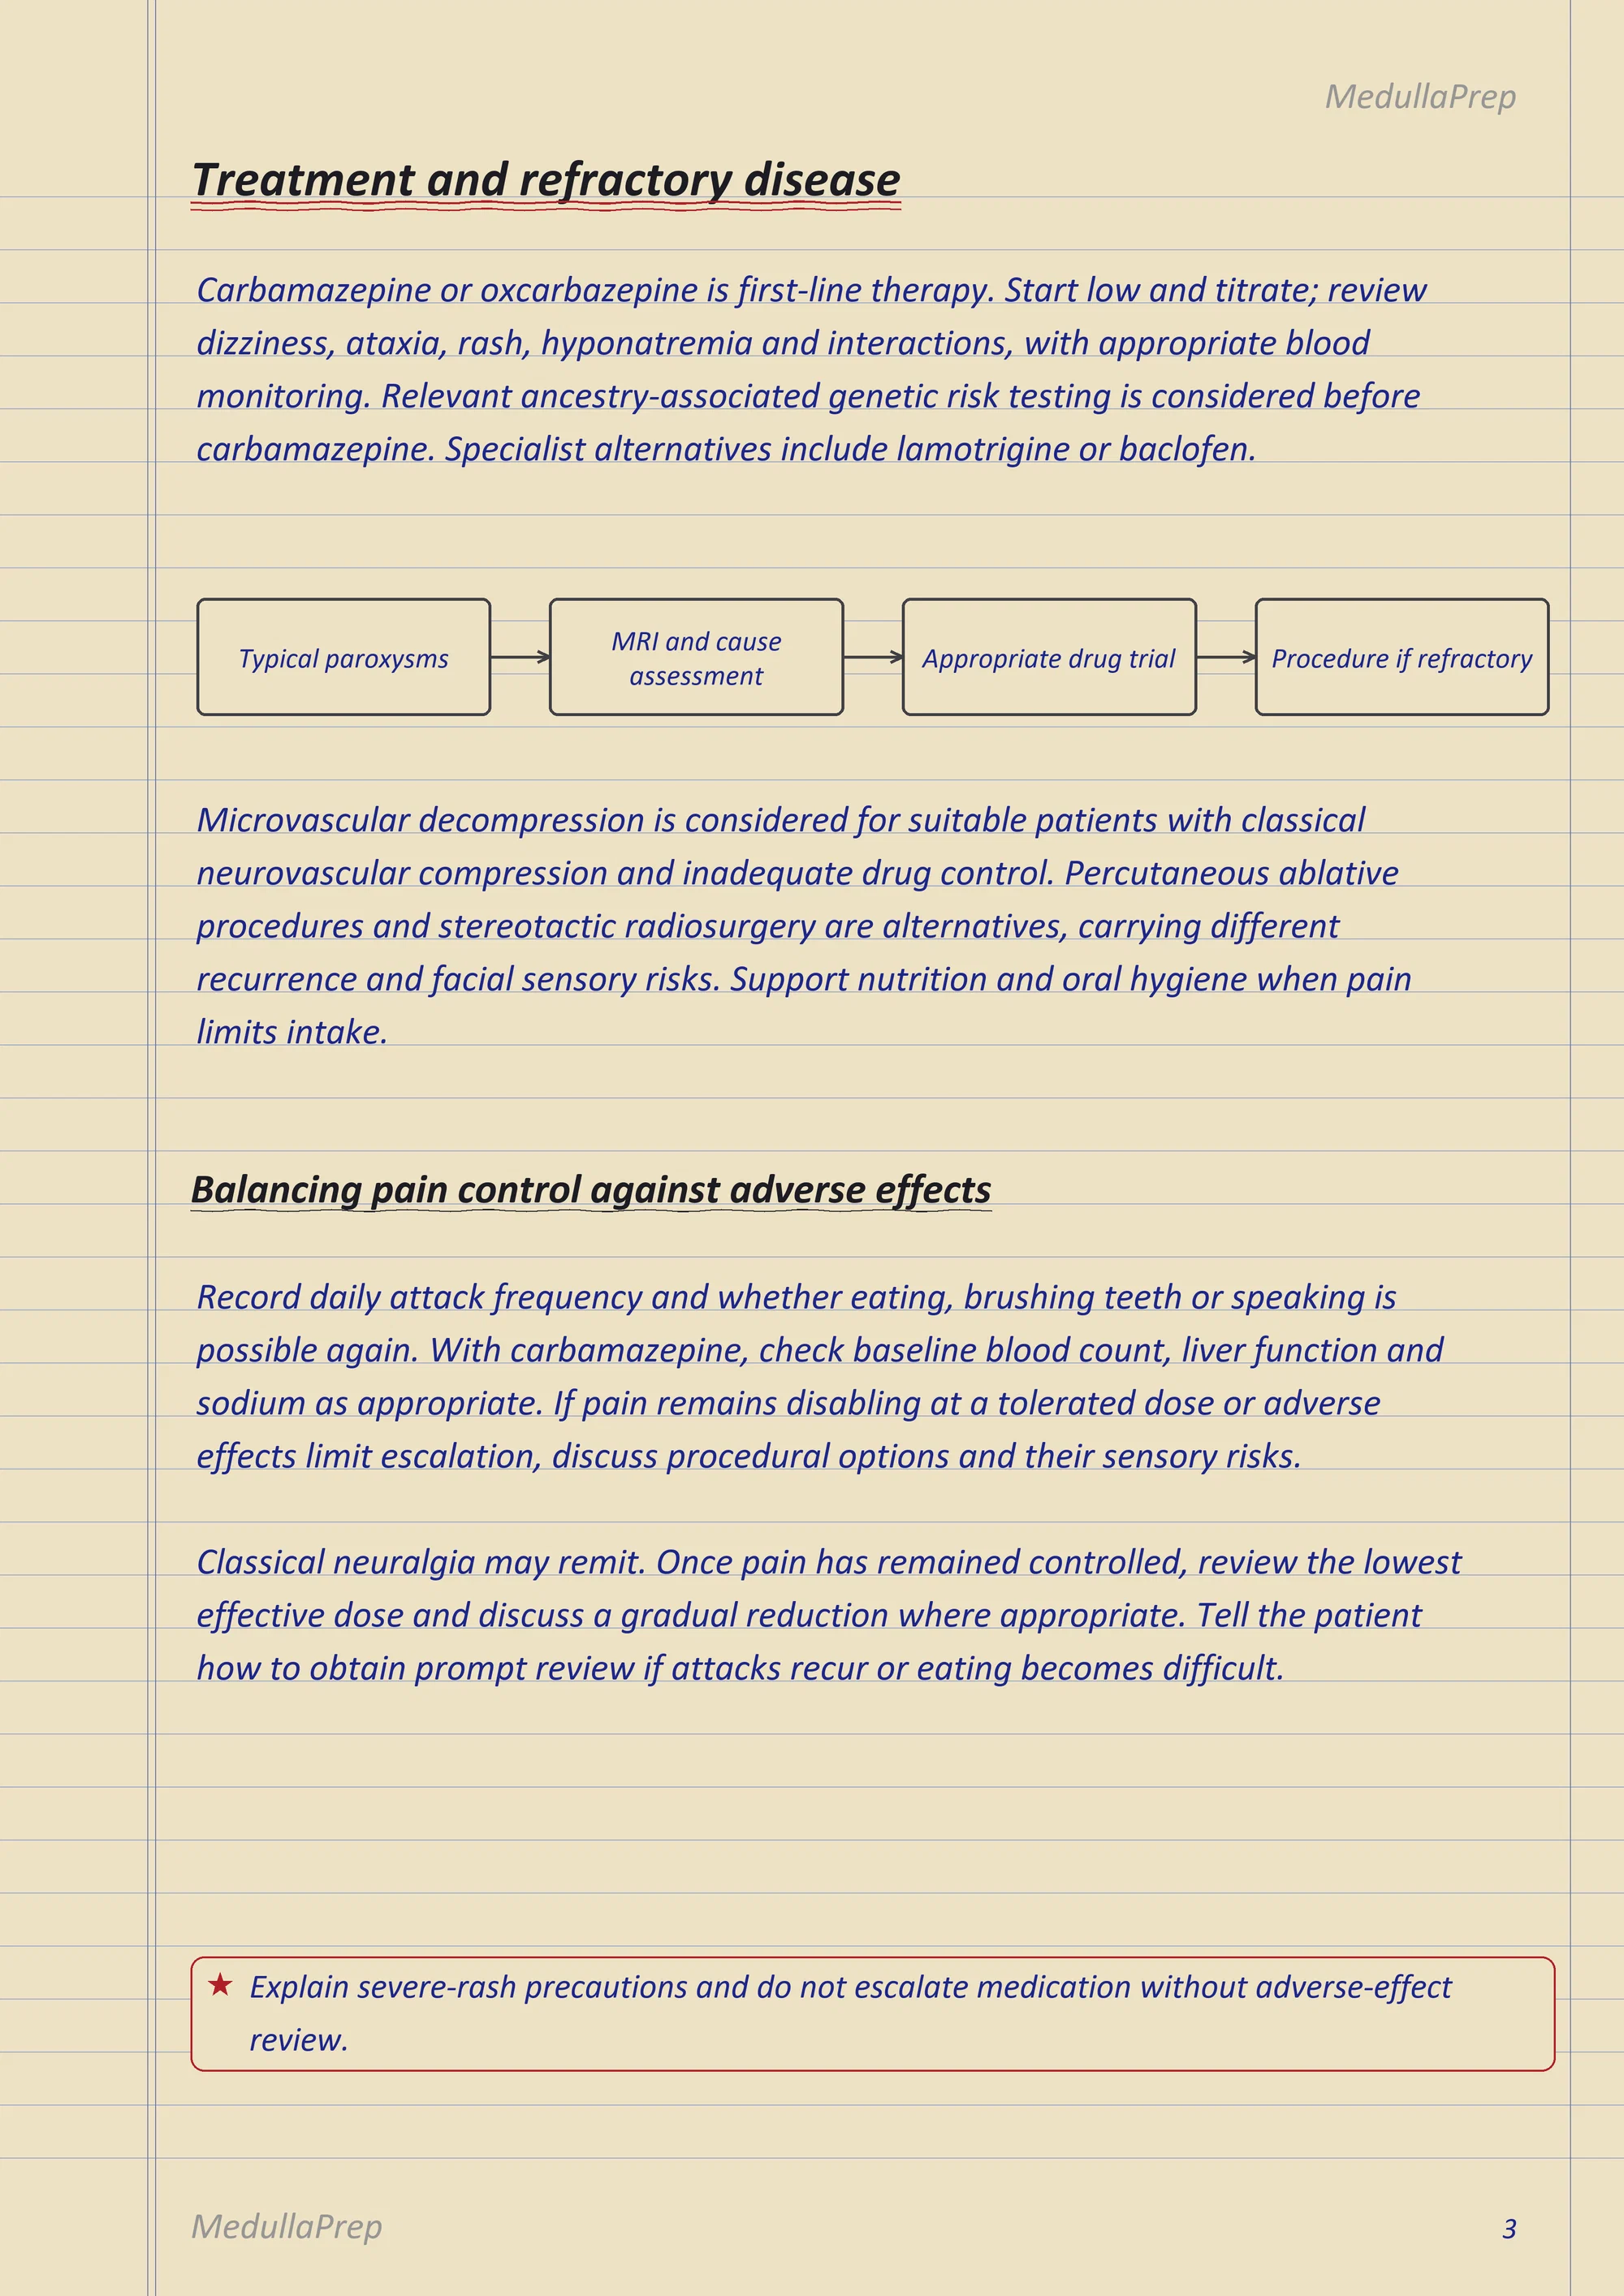 MedullaPrep
Treatment and refractory disease
Carbamazepine or oxcarbazepine is first-line therapy. Start low and titrate; review
dizziness, ataxia, rash, hyponatremia and interactions, with appropriate blood
monitoring. Relevant ancestry-associated genetic risk testing is considered before
carbamazepine. Specialist alternatives include lamotrigine or baclofen.
Typical paroxysms
MRI and cause
assessment
Appropriate drug trial
Procedure if refractory
Microvascular decompression is considered for suitable patients with classical
neurovascular compression and inadequate drug control. Percutaneous ablative
procedures and stereotactic radiosurgery are alternatives, carrying different
recurrence and facial sensory risks. Support nutrition and oral hygiene when pain
limits intake.
Balancing pain control against adverse effects
Record daily attack frequency and whether eating, brushing teeth or speaking is
possible again. With carbamazepine, check baseline blood count, liver function and
sodium as appropriate. If pain remains disabling at a tolerated dose or adverse
effects limit escalation, discuss procedural options and their sensory risks.
Classical neuralgia may remit. Once pain has remained controlled, review the lowest
effective dose and discuss a gradual reduction where appropriate. Tell the patient
how to obtain prompt review if attacks recur or eating becomes difficult.
★ Explain severe-rash precautions and do not escalate medication without adverse-effect
review.
MedullaPrep
3